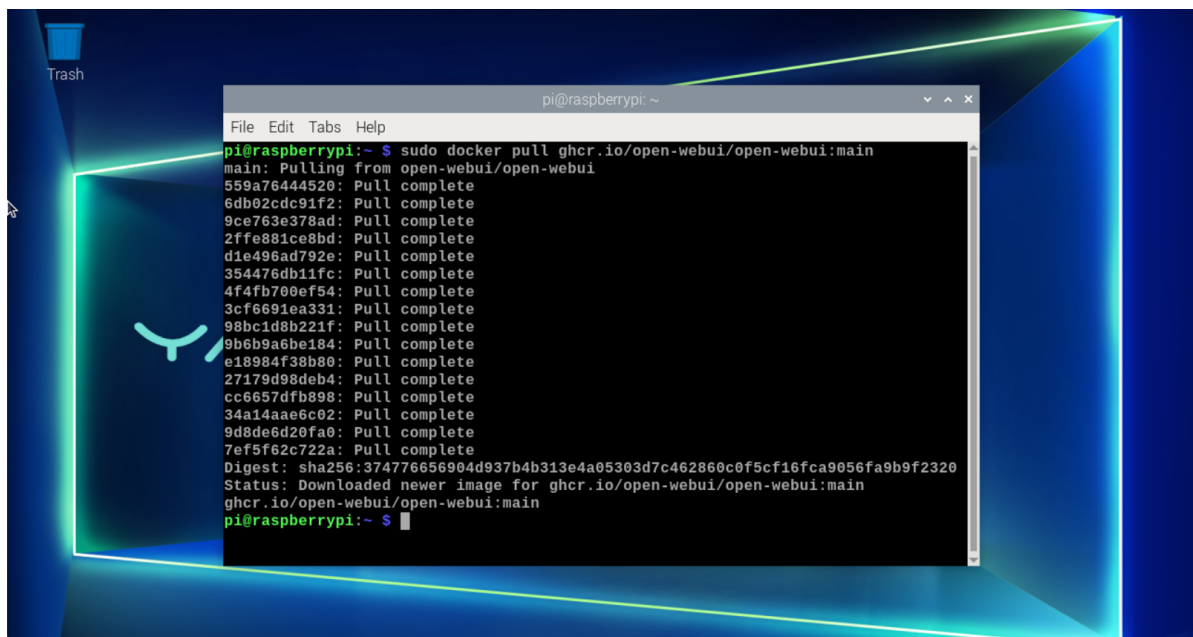 Trash
pi@raspberrypi: ~
File Edit Tabs Help
pi@raspberrypi:~ $ sudo docker pull ghcr.io/open-webui/open-webui:main
main: Pulling from open-webui/open-webui
559a76444520: Pull complete
6db02cdc91f2: Pull complete
9ce763e378ad: Pull complete
2ffe881ce8bd: Pull complete
d1e496ad792e: Pull complete
354476db11fc: Pull complete
4f4fb700ef54: Pull complete
3cf6691ea331: Pull complete
98bc1d8b221f: Pull complete
9b6b9a6be184: Pull complete
e18984f38b80: Pull complete
27179d98deb4: Pull complete
cc6657dfb898: Pull complete
34a14aae6c02: Pull complete
9d8de6d20fa0: Pull complete
7ef5f62c722a: Pull complete
Digest: sha256:374776656904d937b4b313e4a05303d7c462860c0f5cf16fca9056fa9b9f2320
Status: Downloaded newer image for ghcr.io/open-webui/open-webui:main
ghcr.io/open-webui/open-webui:main
pi@raspberrypi:~ $